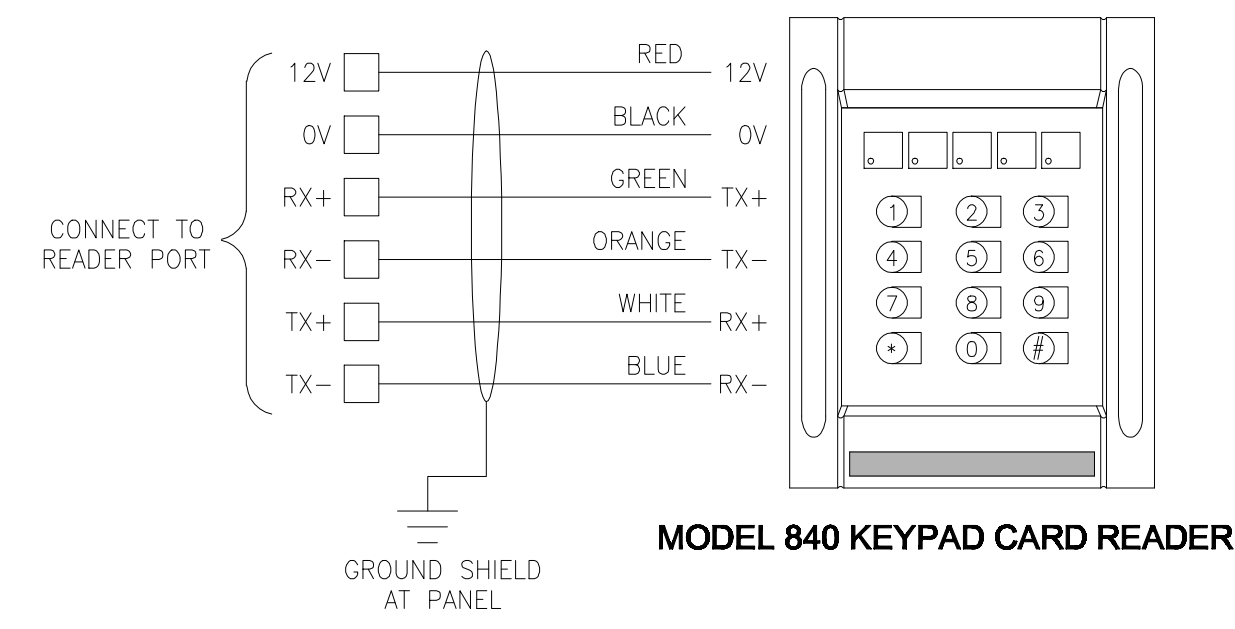 12V RED 12V
0V BLACK 0V
RX+ GREEN TX+
CONNECT TO
READER PORT
RX- ORANGE TX-
TX+ WHITE RX+
TX- BLUE RX-
1 2 3
4 5 6
7 8 9
* 0 #
MODEL 840 KEYPAD CARD READER
GROUND SHIELD
AT PANEL